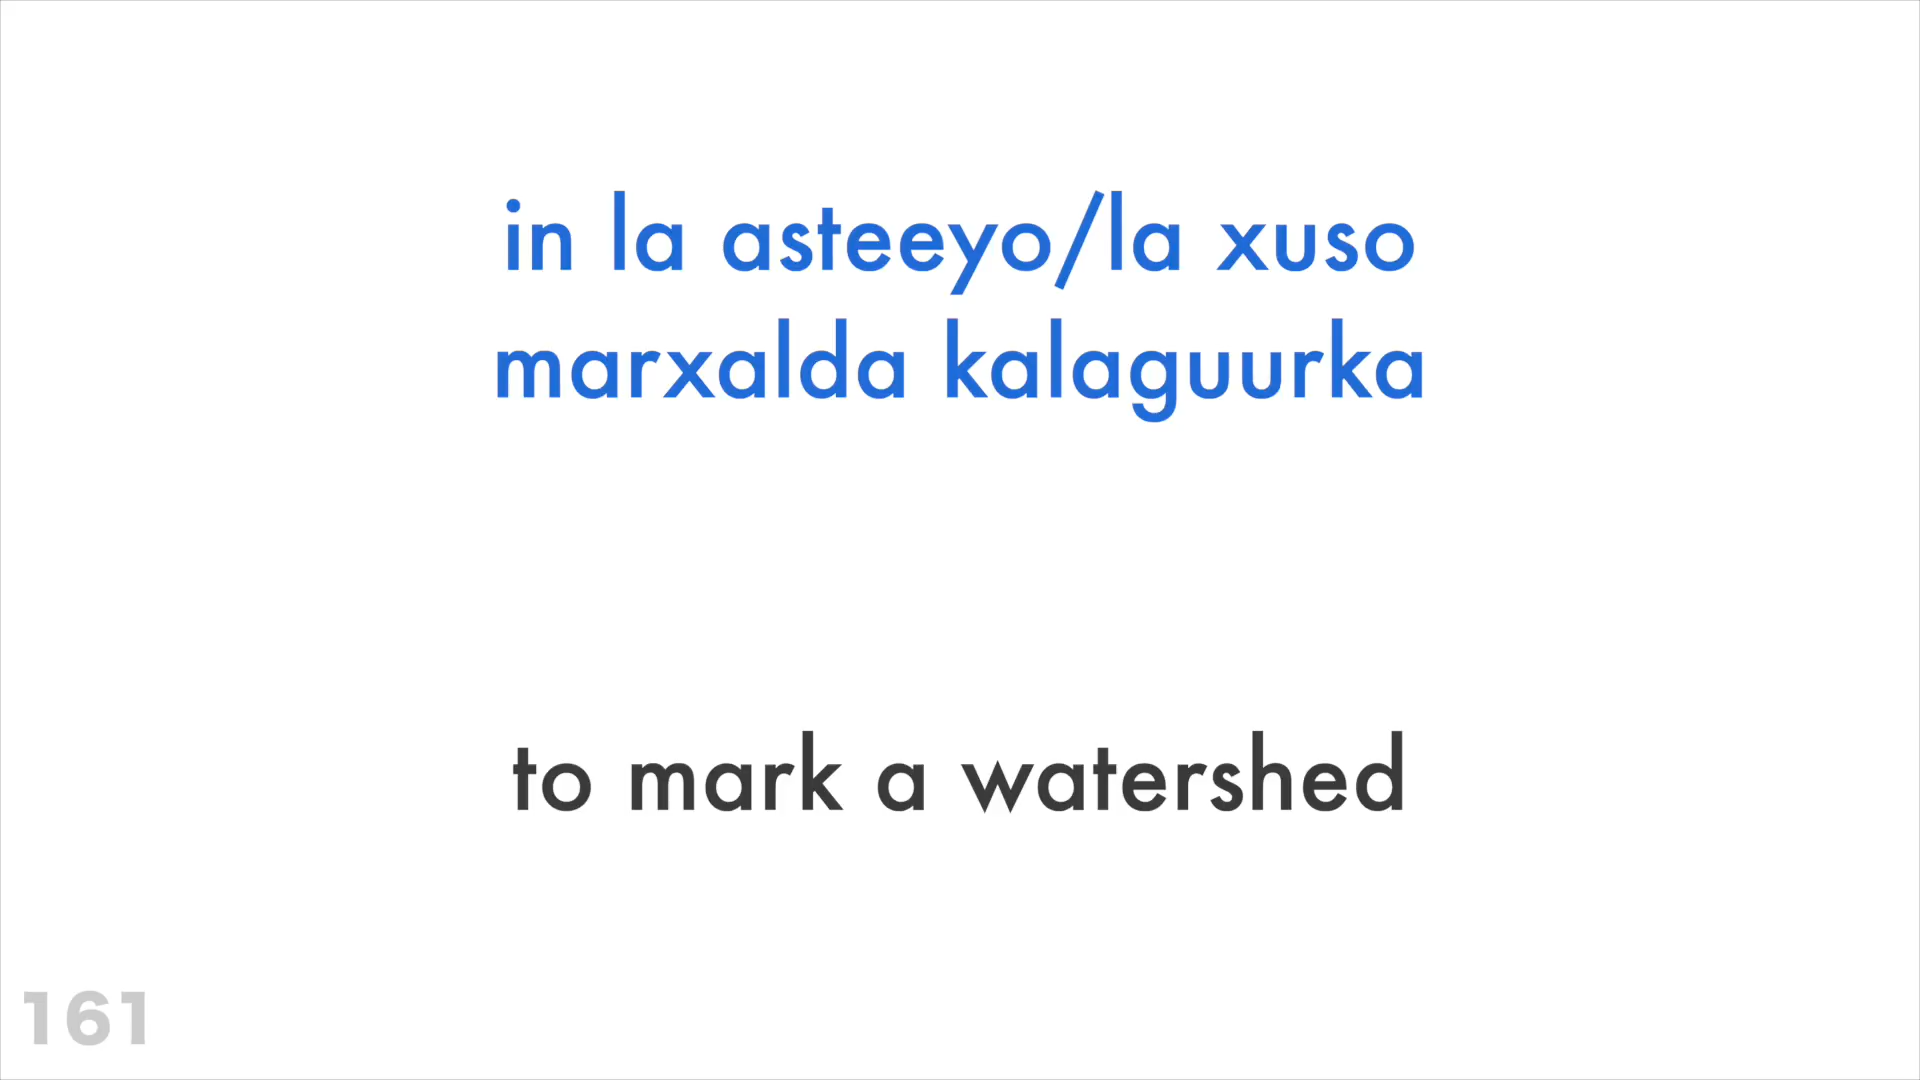 in la asteeyo/la xuso
marxalda kalaguurka
to mark a watershed
161